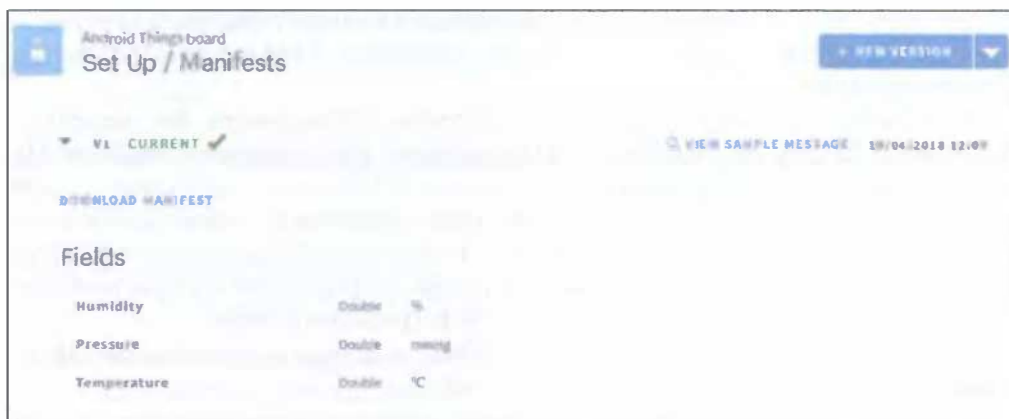 Android Things board
Set Up / Manifests
+ NEW VERSION
V1 CURRENT ✔
VIEW SAMPLE MESSAGE 19/04/2018 12:09
DOWNLOAD MANIFEST
Fields
Humidity Double %
Pressure Double mmHg
Temperature Double °C